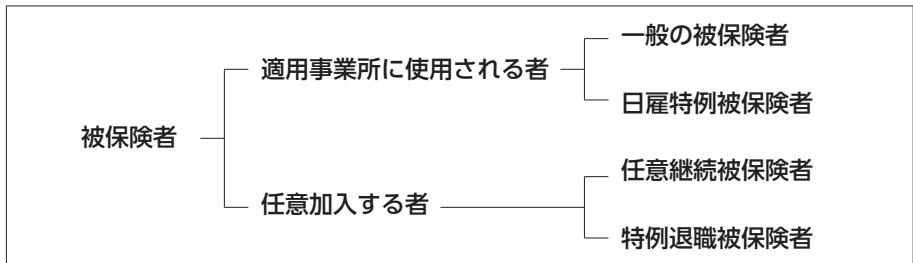 被保険者
適用事業所に使用される者
一般の被保険者
日雇特例被保険者
任意加入する者
任意継続被保険者
特例退職被保険者